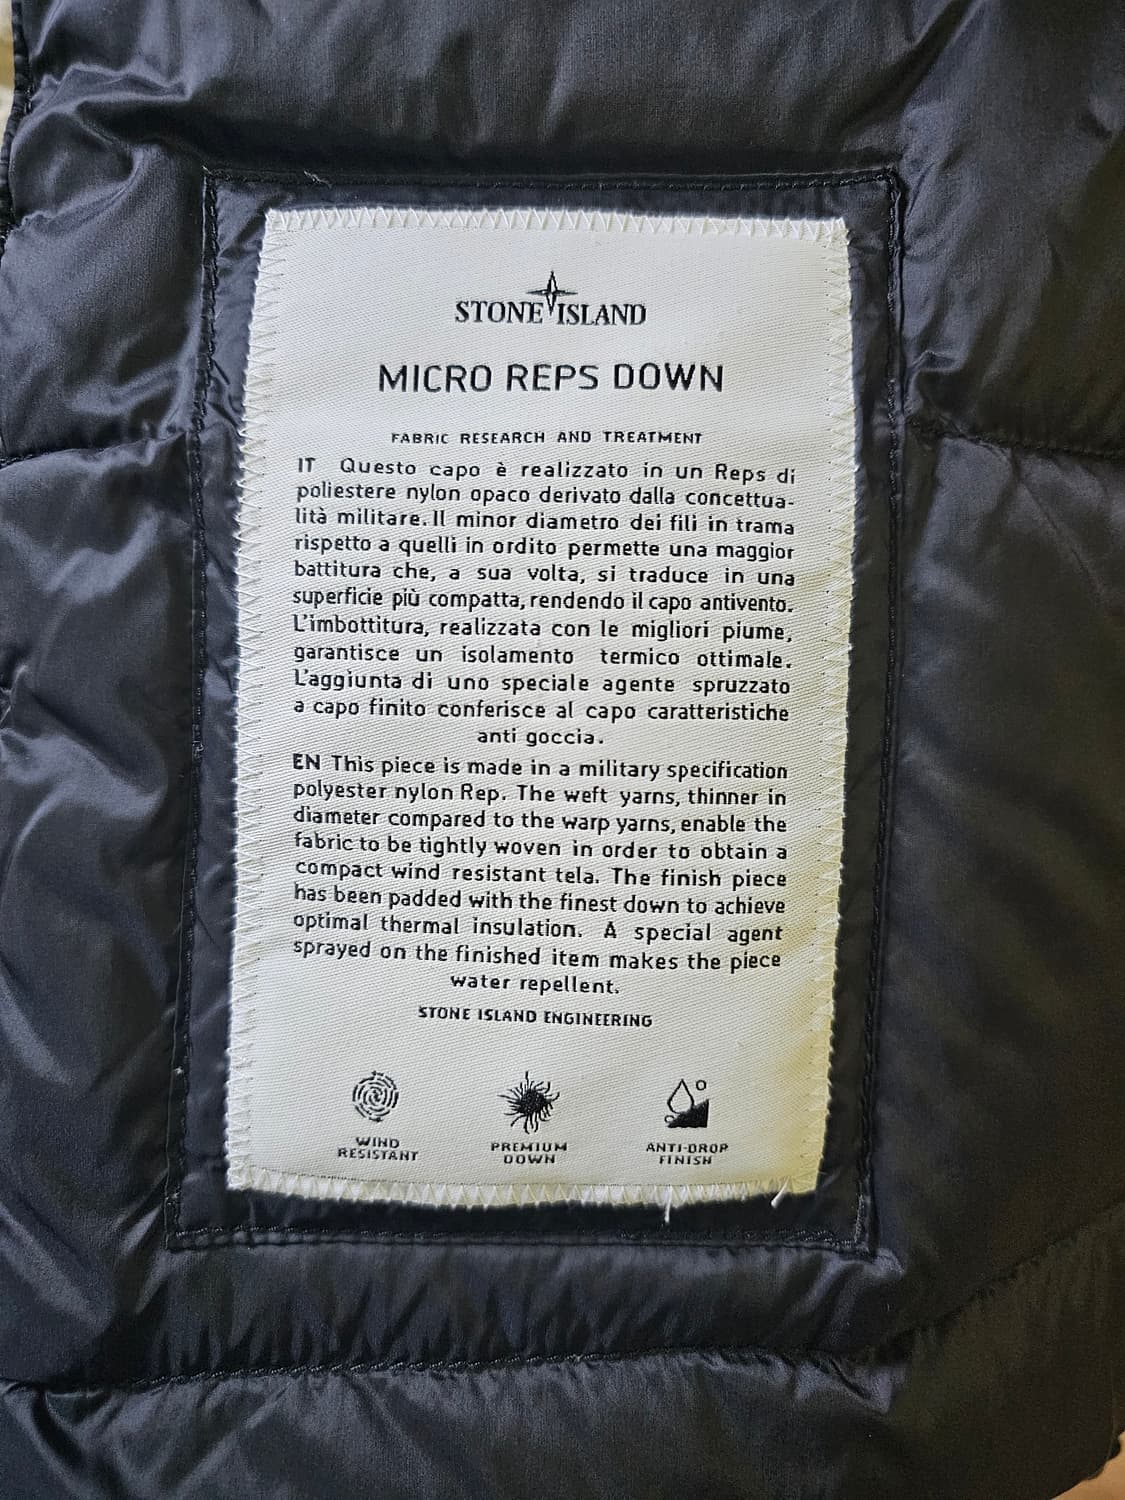 STONE ISLAND
MICRO REPS DOWN
FABRIC RESEARCH AND TREATMENT
IT Questo capo è realizzato in un Reps di
poliestere nylon opaco derivato dalla concettua-
lità militare. Il minor diametro dei fili in trama
rispetto a quelli in ordito permette una maggior
battitura che, a sua volta, si traduce in una
superficie più compatta, rendendo il capo antivento.
L'imbottitura, realizzata con le migliori piume,
garantisce un isolamento termico ottimale.
L'aggiunta di uno speciale agente spruzzato
a capo finito conferisce al capo caratteristiche
anti goccia.
EN This piece is made in a military specification
polyester nylon Rep. The weft yarns, thinner in
diameter compared to the warp yarns, enable the
fabric to be tightly woven in order to obtain a
compact wind resistant tela. The finish piece
has been padded with the finest down to achieve
optimal thermal insulation. A special agent
sprayed on the finished item makes the piece
water repellent.
STONE ISLAND ENGINEERING
WIND
RESISTANT
PREMIUM
DOWN
ANTI-DROP
FINISH